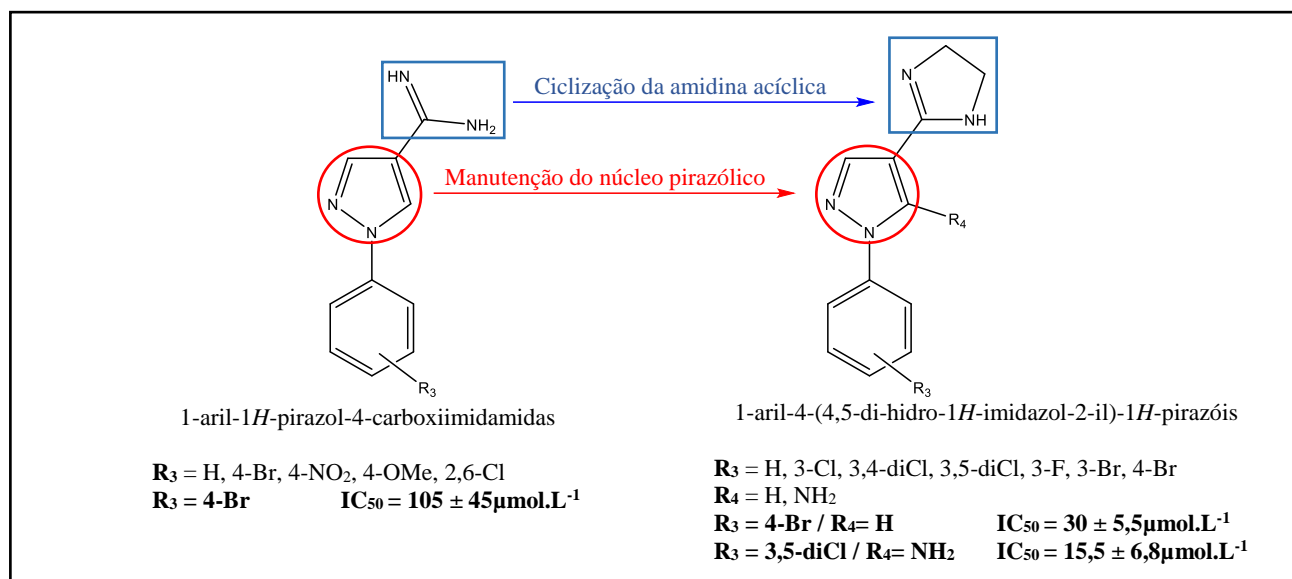 HN
NH₂
N
N
R₃
Ciclização da amidina acíclica
Manutenção do núcleo pirazólico
N
NH
N
N
R₄
R₃
1-aril-1H-pirazol-4-carboxiimidamidas
R₃ = H, 4-Br, 4-NO₂, 4-OMe, 2,6-Cl
R₃ = 4-Br IC₅₀ = 105 ± 45µmol.L⁻¹
1-aril-4-(4,5-di-hidro-1H-imidazol-2-il)-1H-pirazóis
R₃ = H, 3-Cl, 3,4-diCl, 3,5-diCl, 3-F, 3-Br, 4-Br
R₄ = H, NH₂
R₃ = 4-Br / R₄= H IC₅₀ = 30 ± 5,5µmol.L⁻¹
R₃ = 3,5-diCl / R₄= NH₂ IC₅₀ = 15,5 ± 6,8µmol.L⁻¹